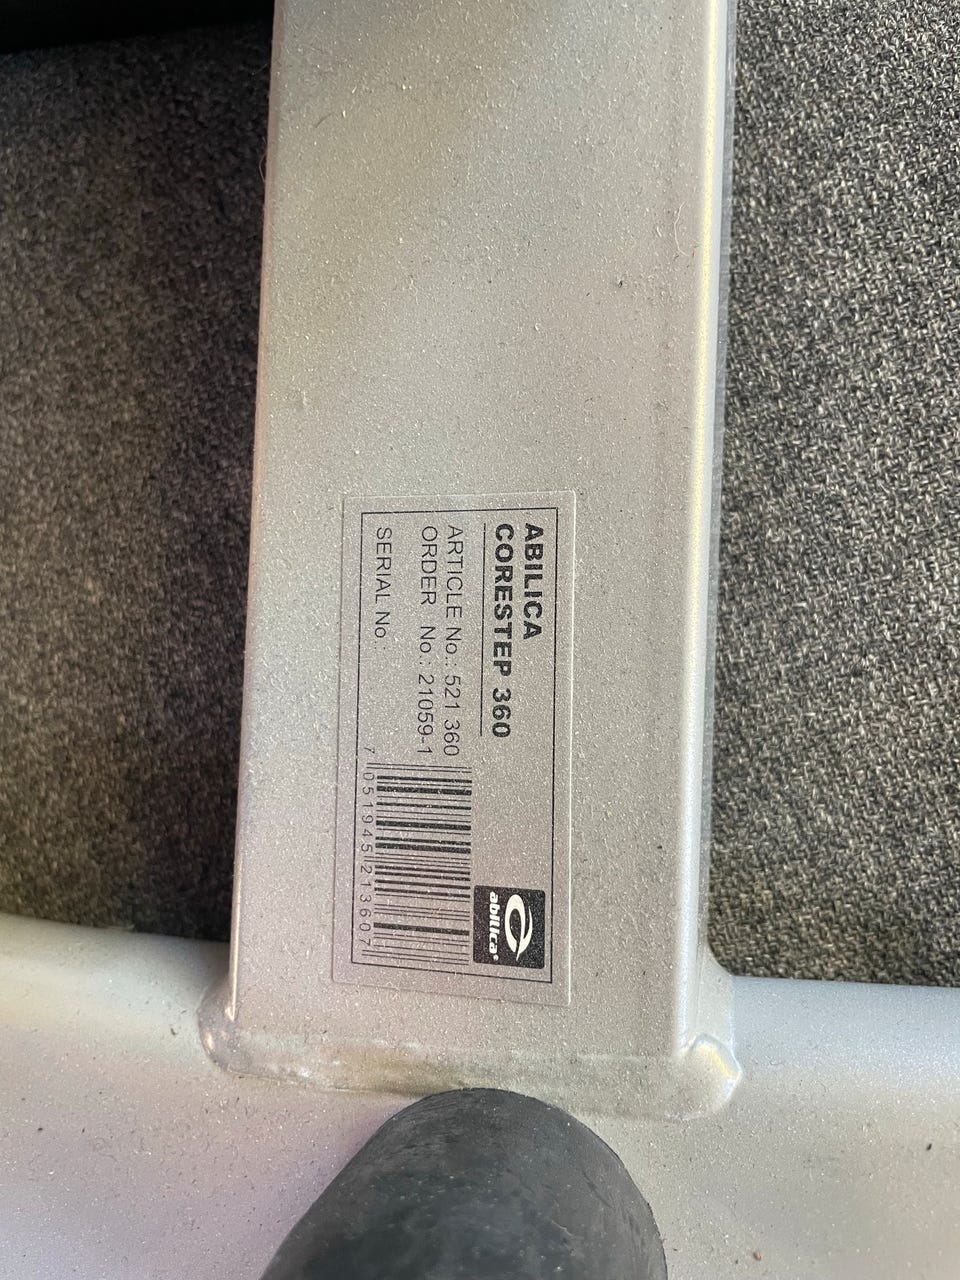 ABILICA
CORESTEP 360
ARTICLE No.: 521 360
ORDER No.: 21059-1
SERIAL No.:
7 051945 213607
abilica®